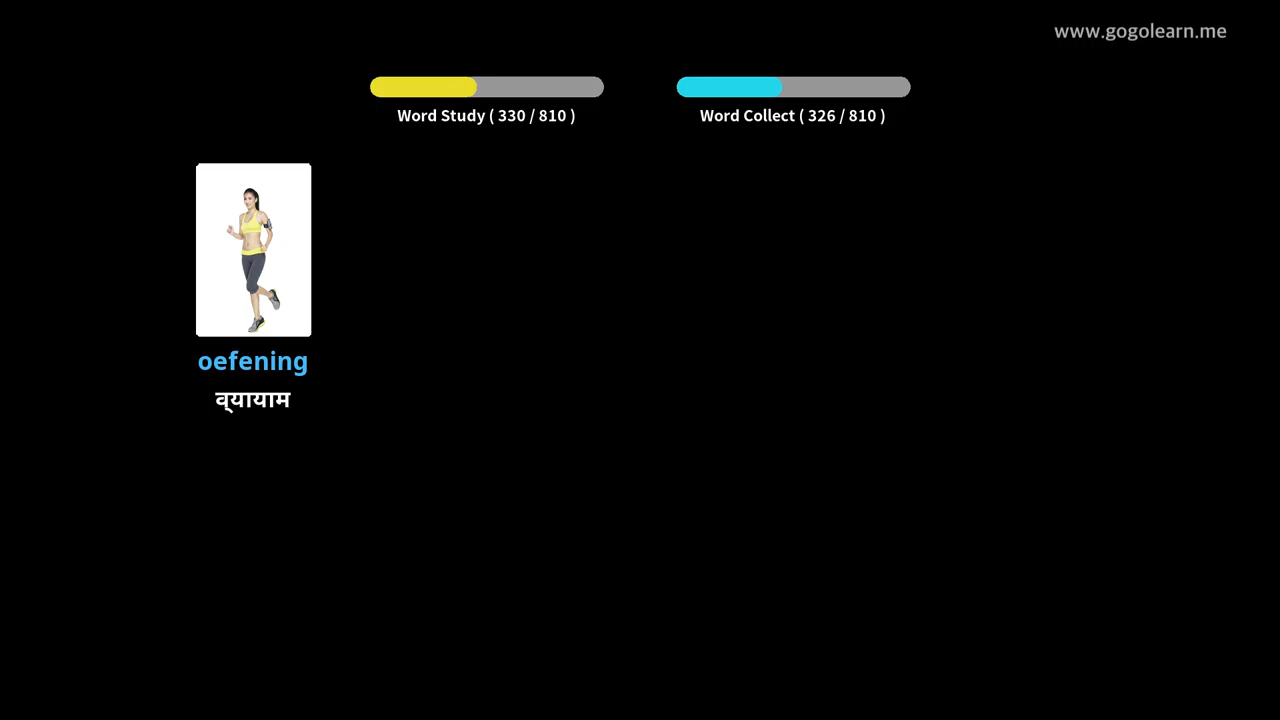 www.gogolearn.me
Word Study ( 330 / 810 )
Word Collect ( 326 / 810 )
oefening
व्यायाम